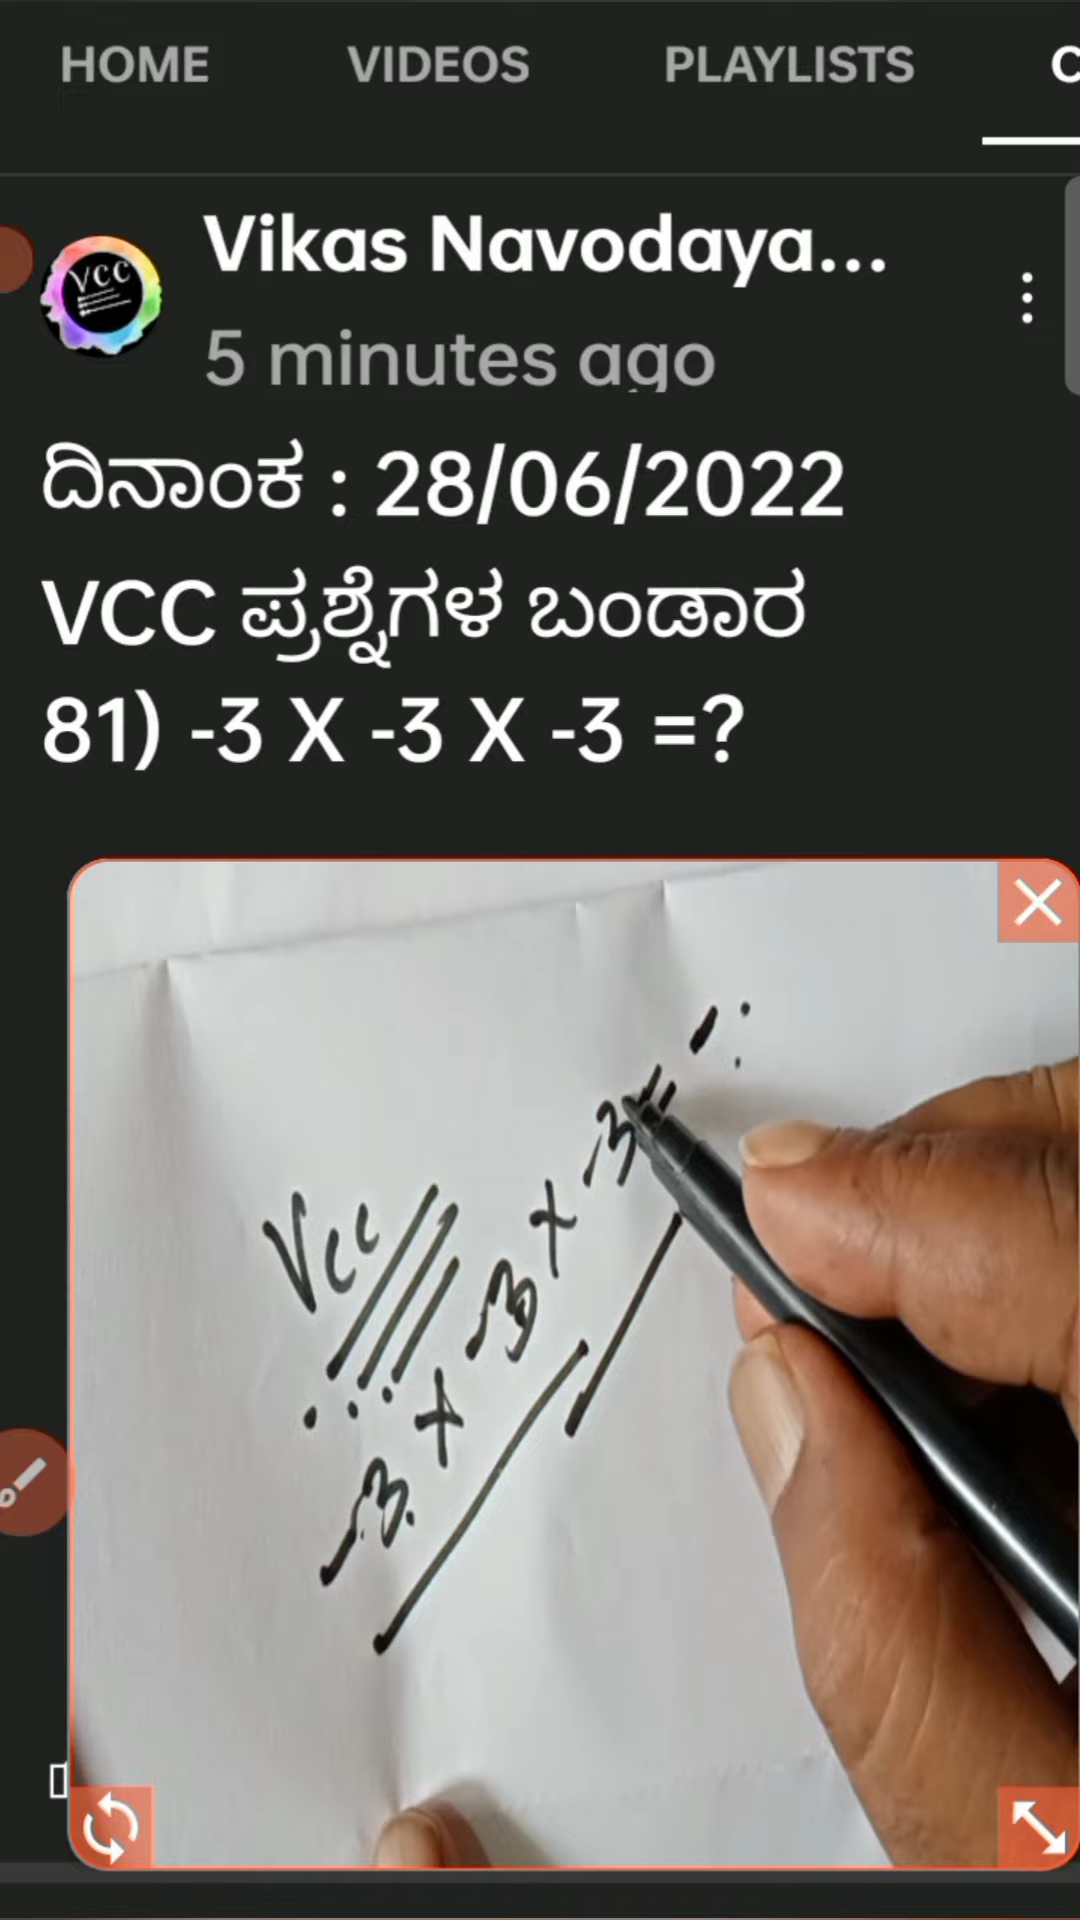 HOME VIDEOS PLAYLISTS C
VCC
Vikas Navodaya...
5 minutes ago
ದಿನಾಂಕ : 28/06/2022
VCC ಪ್ರಶ್ನೆಗಳ ಬಂಡಾರ
81) -3 X -3 X -3 =?
Vcc
-3 x -3 x -3 = -